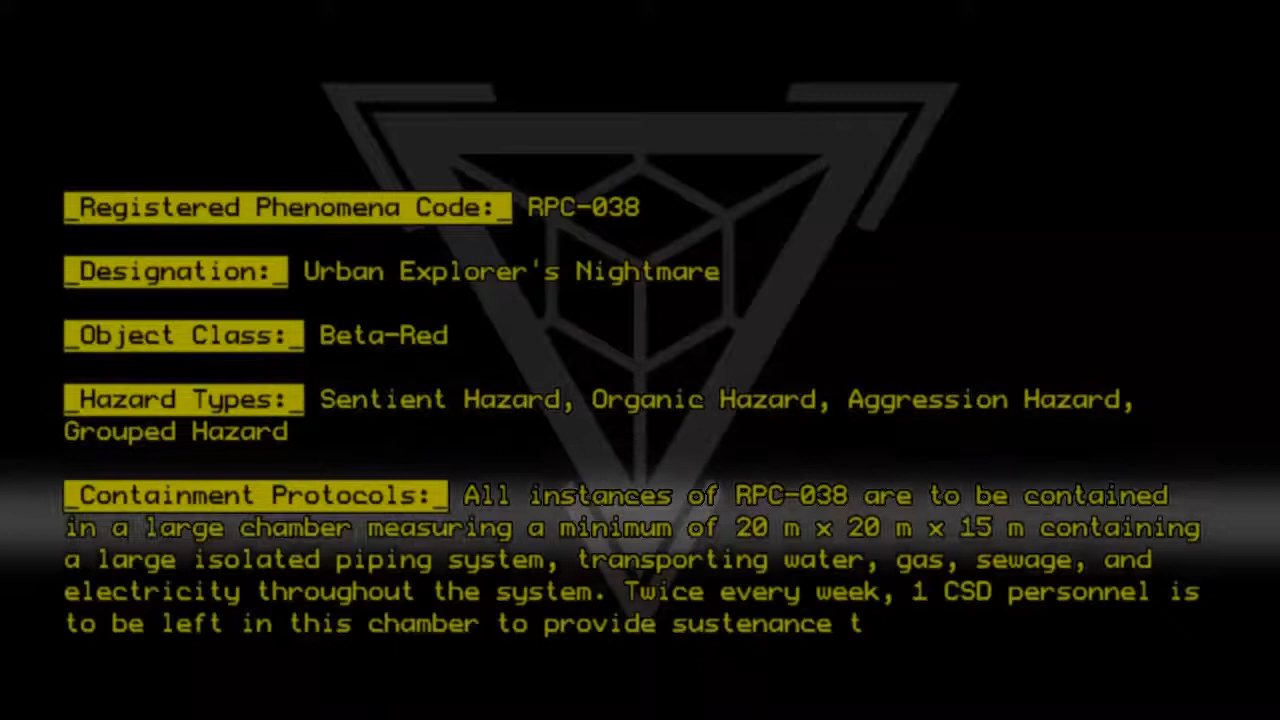 _Registered Phenomena Code:_ RPC-038
_Designation:_ Urban Explorer's Nightmare
_Object Class:_ Beta-Red
_Hazard Types:_ Sentient Hazard, Organic Hazard, Aggression Hazard,
Grouped Hazard
_Containment Protocols:_ All instances of RPC-038 are to be contained
in a large chamber measuring a minimum of 20 m x 20 m x 15 m containing
a large isolated piping system, transporting water, gas, sewage, and
electricity throughout the system. Twice every week, 1 CSD personnel is
to be left in this chamber to provide sustenance t